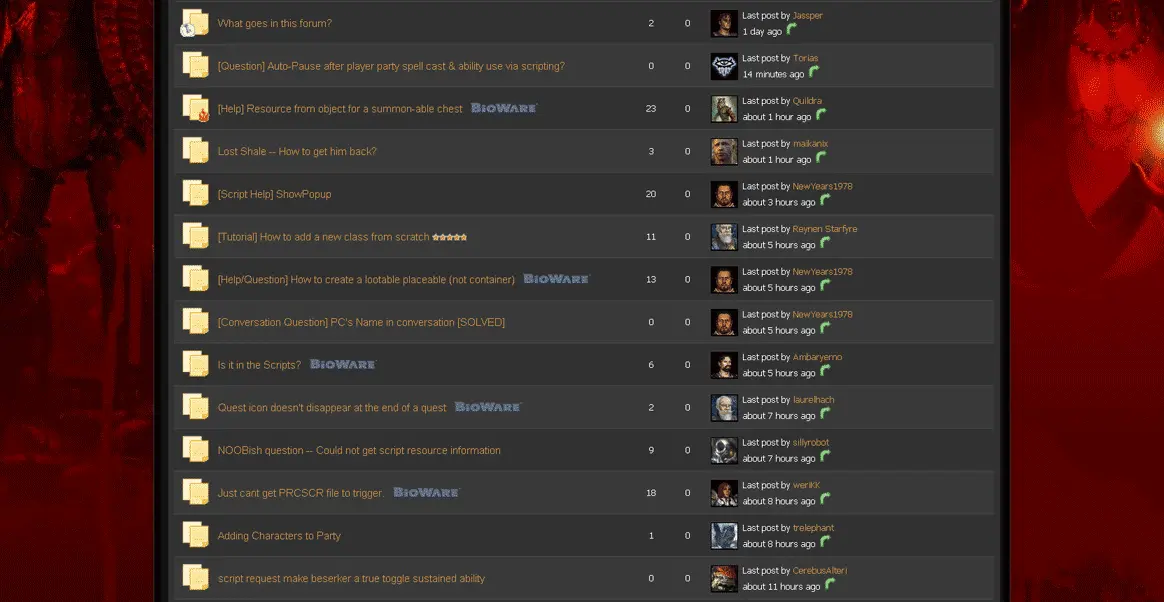 What goes in this forum? 2 0 Last post by Jassper
1 day ago
[Question] Auto-Pause after player party spell cast & ability use via scripting? 0 0 Last post by Torias
14 minutes ago
[Help] Resource from object for a summon-able chest BIOWARE 23 0 Last post by Quildra
about 1 hour ago
Lost Shale -- How to get him back? 3 0 Last post by maikanix
about 1 hour ago
[Script Help] ShowPopup 20 0 Last post by NewYears1978
about 3 hours ago
[Tutorial] How to add a new class from scratch 11 0 Last post by Reynen Starfyre
about 5 hours ago
[Help/Question] How to create a lootable placeable (not container) BIOWARE 13 0 Last post by NewYears1978
about 5 hours ago
[Conversation Question] PC's Name in conversation [SOLVED] 0 0 Last post by NewYears1978
about 5 hours ago
Is it in the Scripts? BIOWARE 6 0 Last post by Ambaryerno
about 5 hours ago
Quest icon doesn't disappear at the end of a quest BIOWARE 2 0 Last post by laurelhach
about 7 hours ago
NOOBish question -- Could not get script resource information 9 0 Last post by sillyrobot
about 7 hours ago
Just cant get PRCSCR file to trigger. BIOWARE 18 0 Last post by weriKK
about 8 hours ago
Adding Characters to Party 1 0 Last post by trelephant
about 8 hours ago
script request make beserker a true toggle sustained ability 0 0 Last post by CerebusAlteri
about 11 hours ago